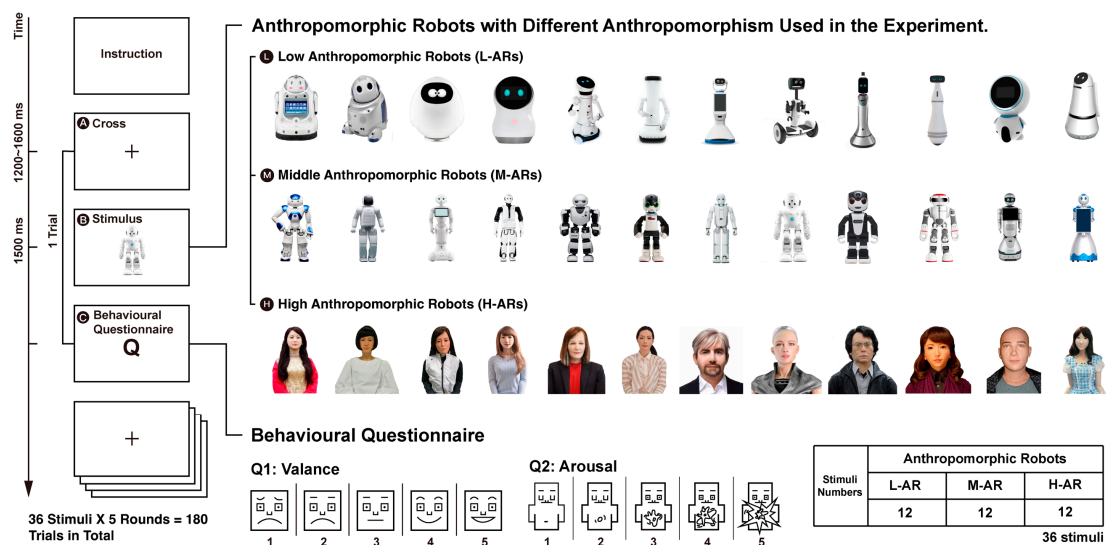 Time
1200~1600 ms
1500 ms
1 Trial
Instruction
A Cross
B Stimulus
C Behavioural
Questionnaire
Q
36 Stimuli X 5 Rounds = 180
Trials in Total
Anthropomorphic Robots with Different Anthropomorphism Used in the Experiment.
L Low Anthropomorphic Robots (L-ARs)
M Middle Anthropomorphic Robots (M-ARs)
H High Anthropomorphic Robots (H-ARs)
Behavioural Questionnaire
Q1: Valance
1 2 3 4 5
Q2: Arousal
1 2 3 4 5
Stimuli
Numbers
Anthropomorphic Robots
L-AR M-AR H-AR
12 12 12
36 stimuli